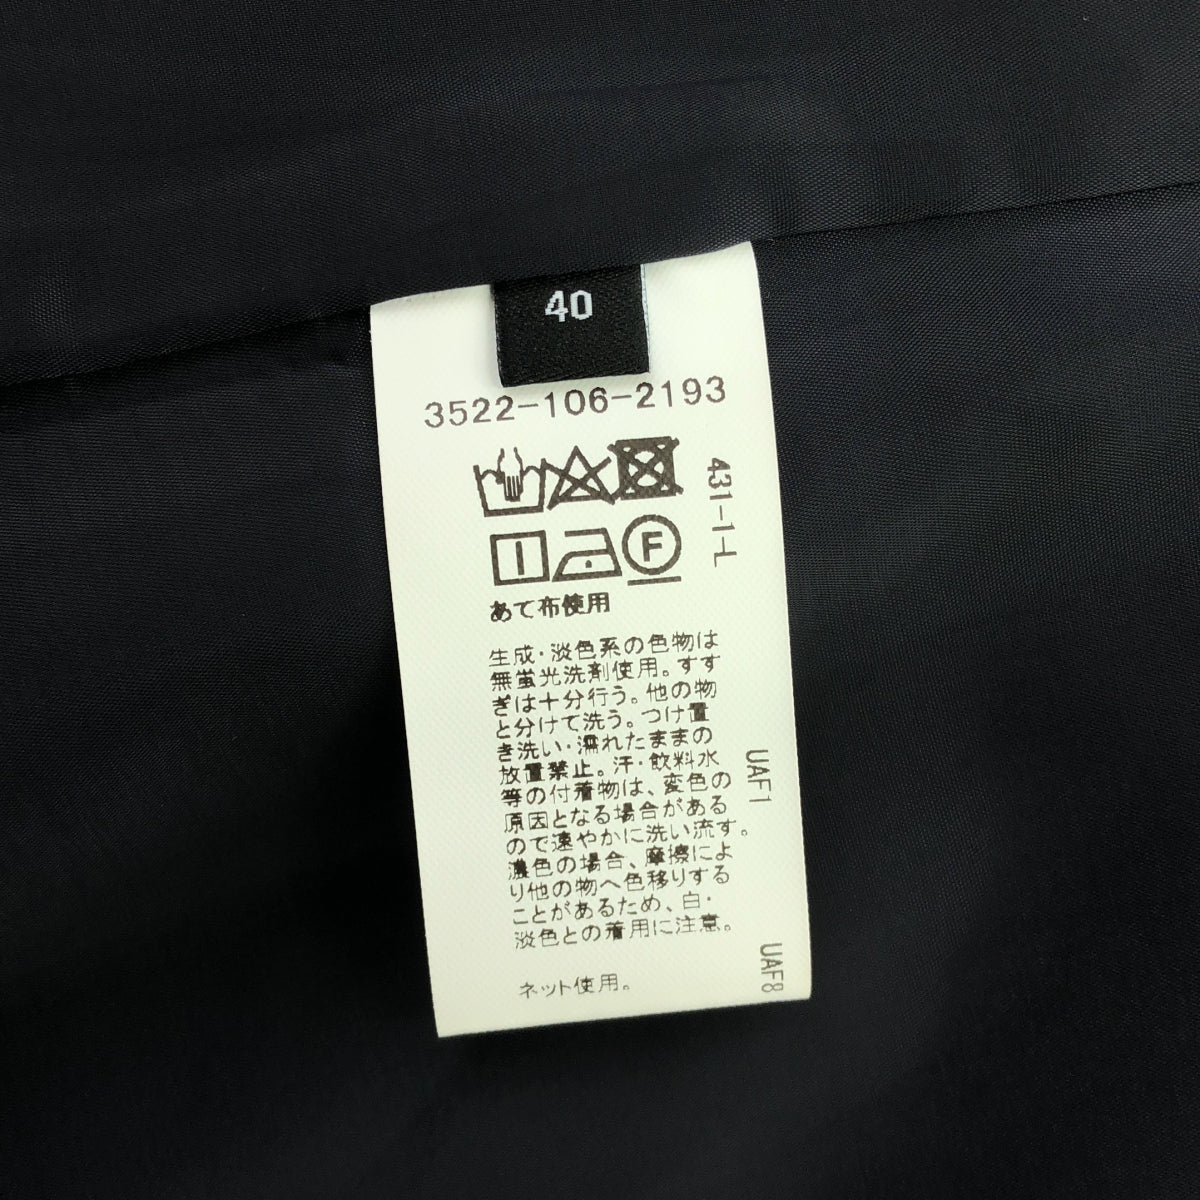 40
3522-106-2193
431-1-L
F
あて布使用
生成・淡色系の色物は
無蛍光洗剤使用。すす
ぎは十分行う。他の物
と分けて洗う。つけ置
き洗い・濡れたままの
放置禁止。汗・飲料水
等の付着物は、変色の
原因となる場合がある
ので速やかに洗い流す。
濃色の場合、摩擦によ
り他の物へ色移りする
ことがあるため、白・
淡色との着用に注意。
ネット使用。
UAF1
UAF8